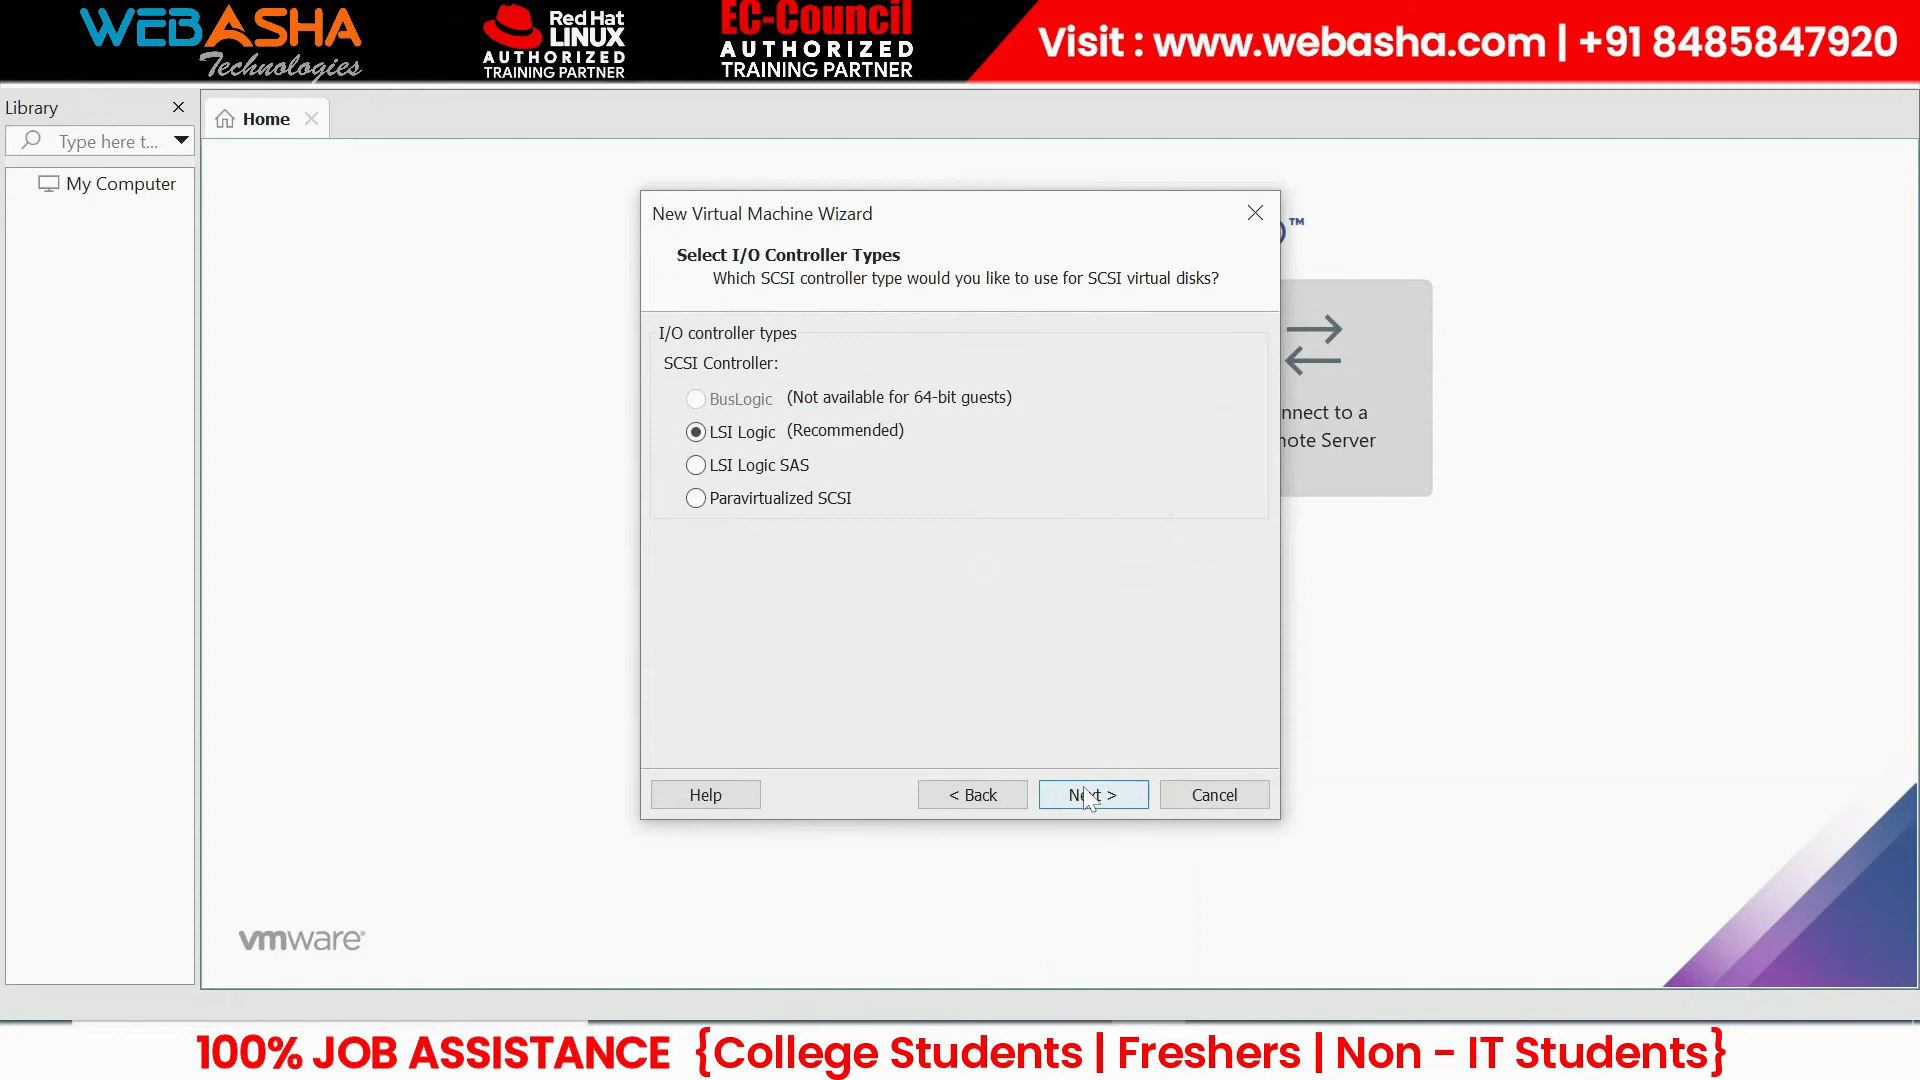 WEBASHA
Technologies
Red Hat
LINUX
AUTHORIZED
TRAINING PARTNER
EC-Council
AUTHORIZED
TRAINING PARTNER
Visit : www.webasha.com | +91 8485847920
Library
Home
Type here t...
My Computer
™
New Virtual Machine Wizard
Select I/O Controller Types
Which SCSI controller type would you like to use for SCSI virtual disks?
I/O controller types
SCSI Controller:
BusLogic (Not available for 64-bit guests)
LSI Logic (Recommended)
LSI Logic SAS
Paravirtualized SCSI
nnect to a
note Server
Help
< Back
Next >
Cancel
vmware®
100% JOB ASSISTANCE {College Students | Freshers | Non - IT Students}